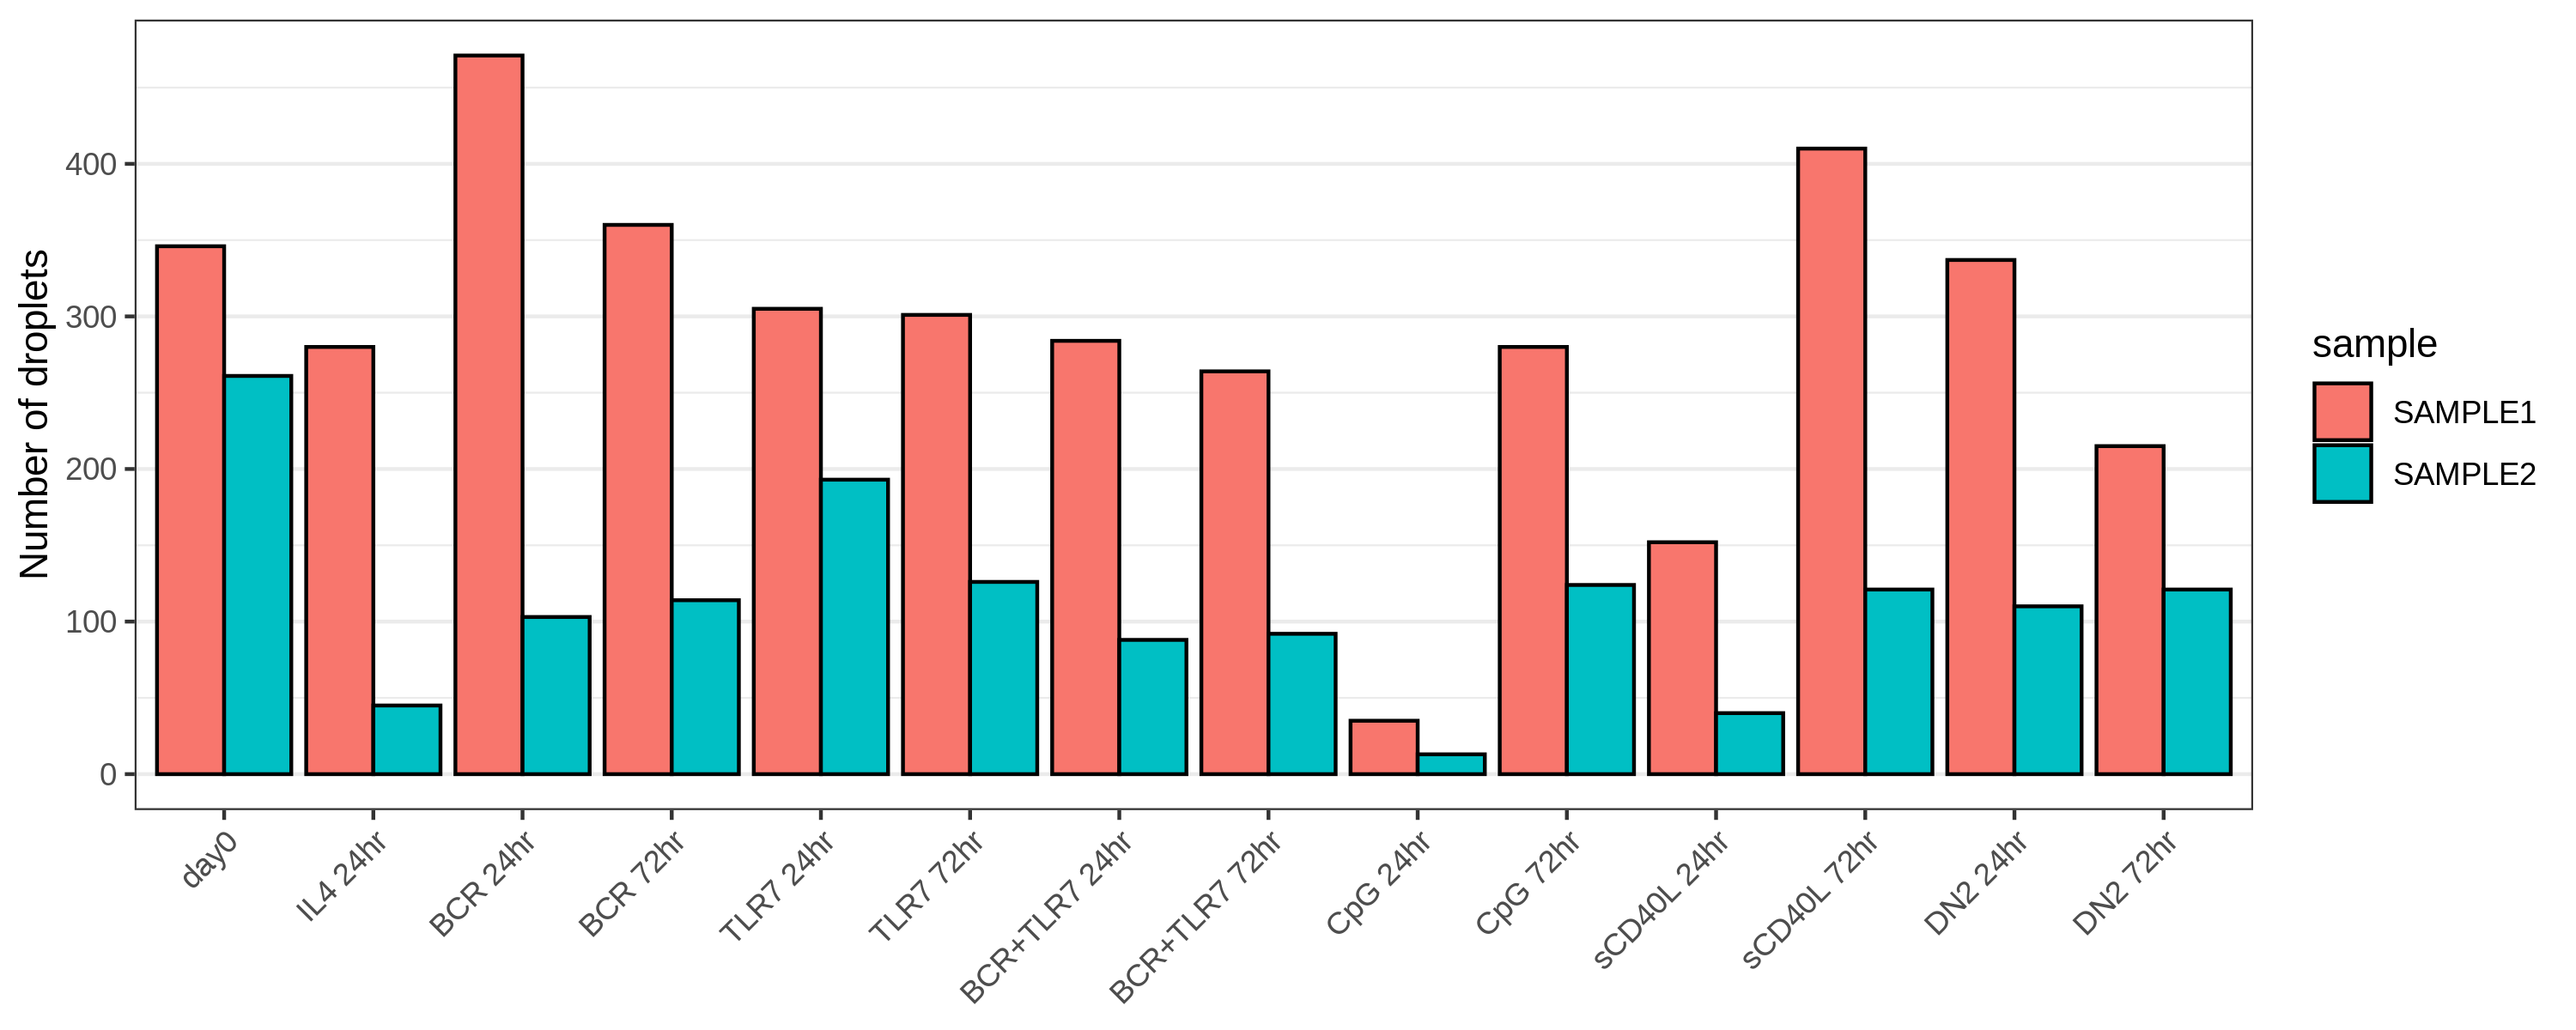 Number of droplets
400
300
200
100
0
day0
IL4 24hr
BCR 24hr
BCR 72hr
TLR7 24hr
TLR7 72hr
BCR+TLR7 24hr
BCR+TLR7 72hr
CpG 24hr
CpG 72hr
sCD40L 24hr
sCD40L 72hr
DN2 24hr
DN2 72hr
sample
SAMPLE1
SAMPLE2